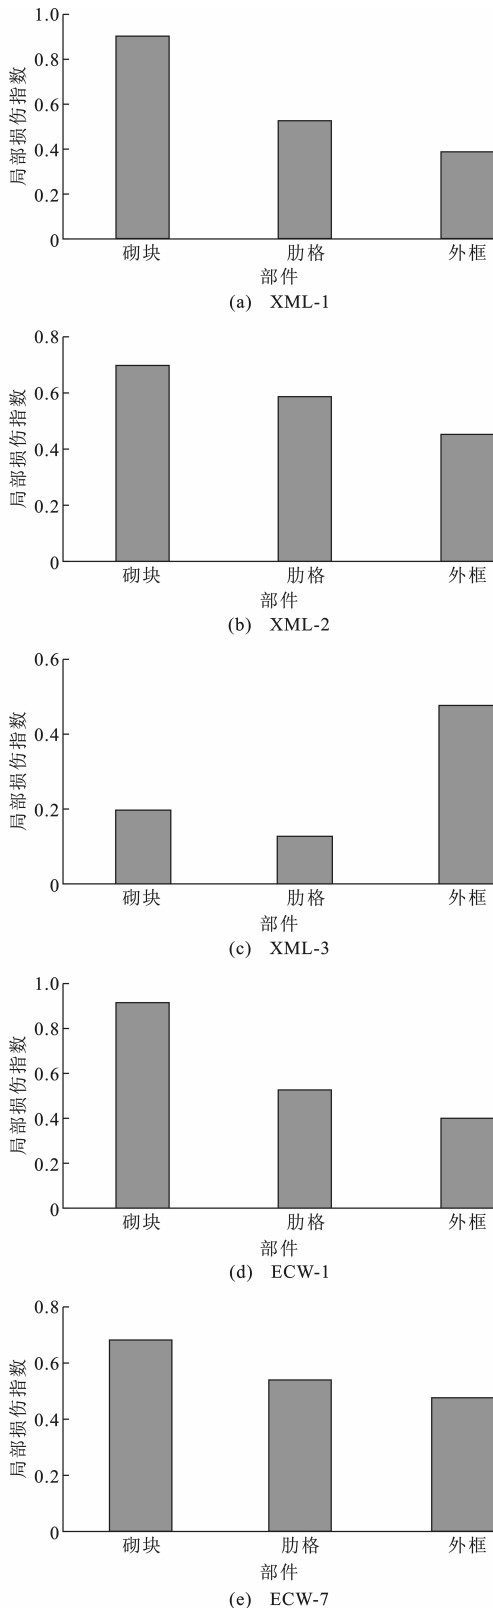 局部损伤指数
1.0
0.8
0.6
0.4
0.2
0
砌块 肋格 外框
部件
(a) XML-1
局部损伤指数
0.8
0.6
0.4
0.2
0
砌块 肋格 外框
部件
(b) XML-2
局部损伤指数
0.6
0.4
0.2
0
砌块 肋格 外框
部件
(c) XML-3
局部损伤指数
1.0
0.8
0.6
0.4
0.2
0
砌块 肋格 外框
部件
(d) ECW-1
局部损伤指数
0.8
0.6
0.4
0.2
0
砌块 肋格 外框
部件
(e) ECW-7